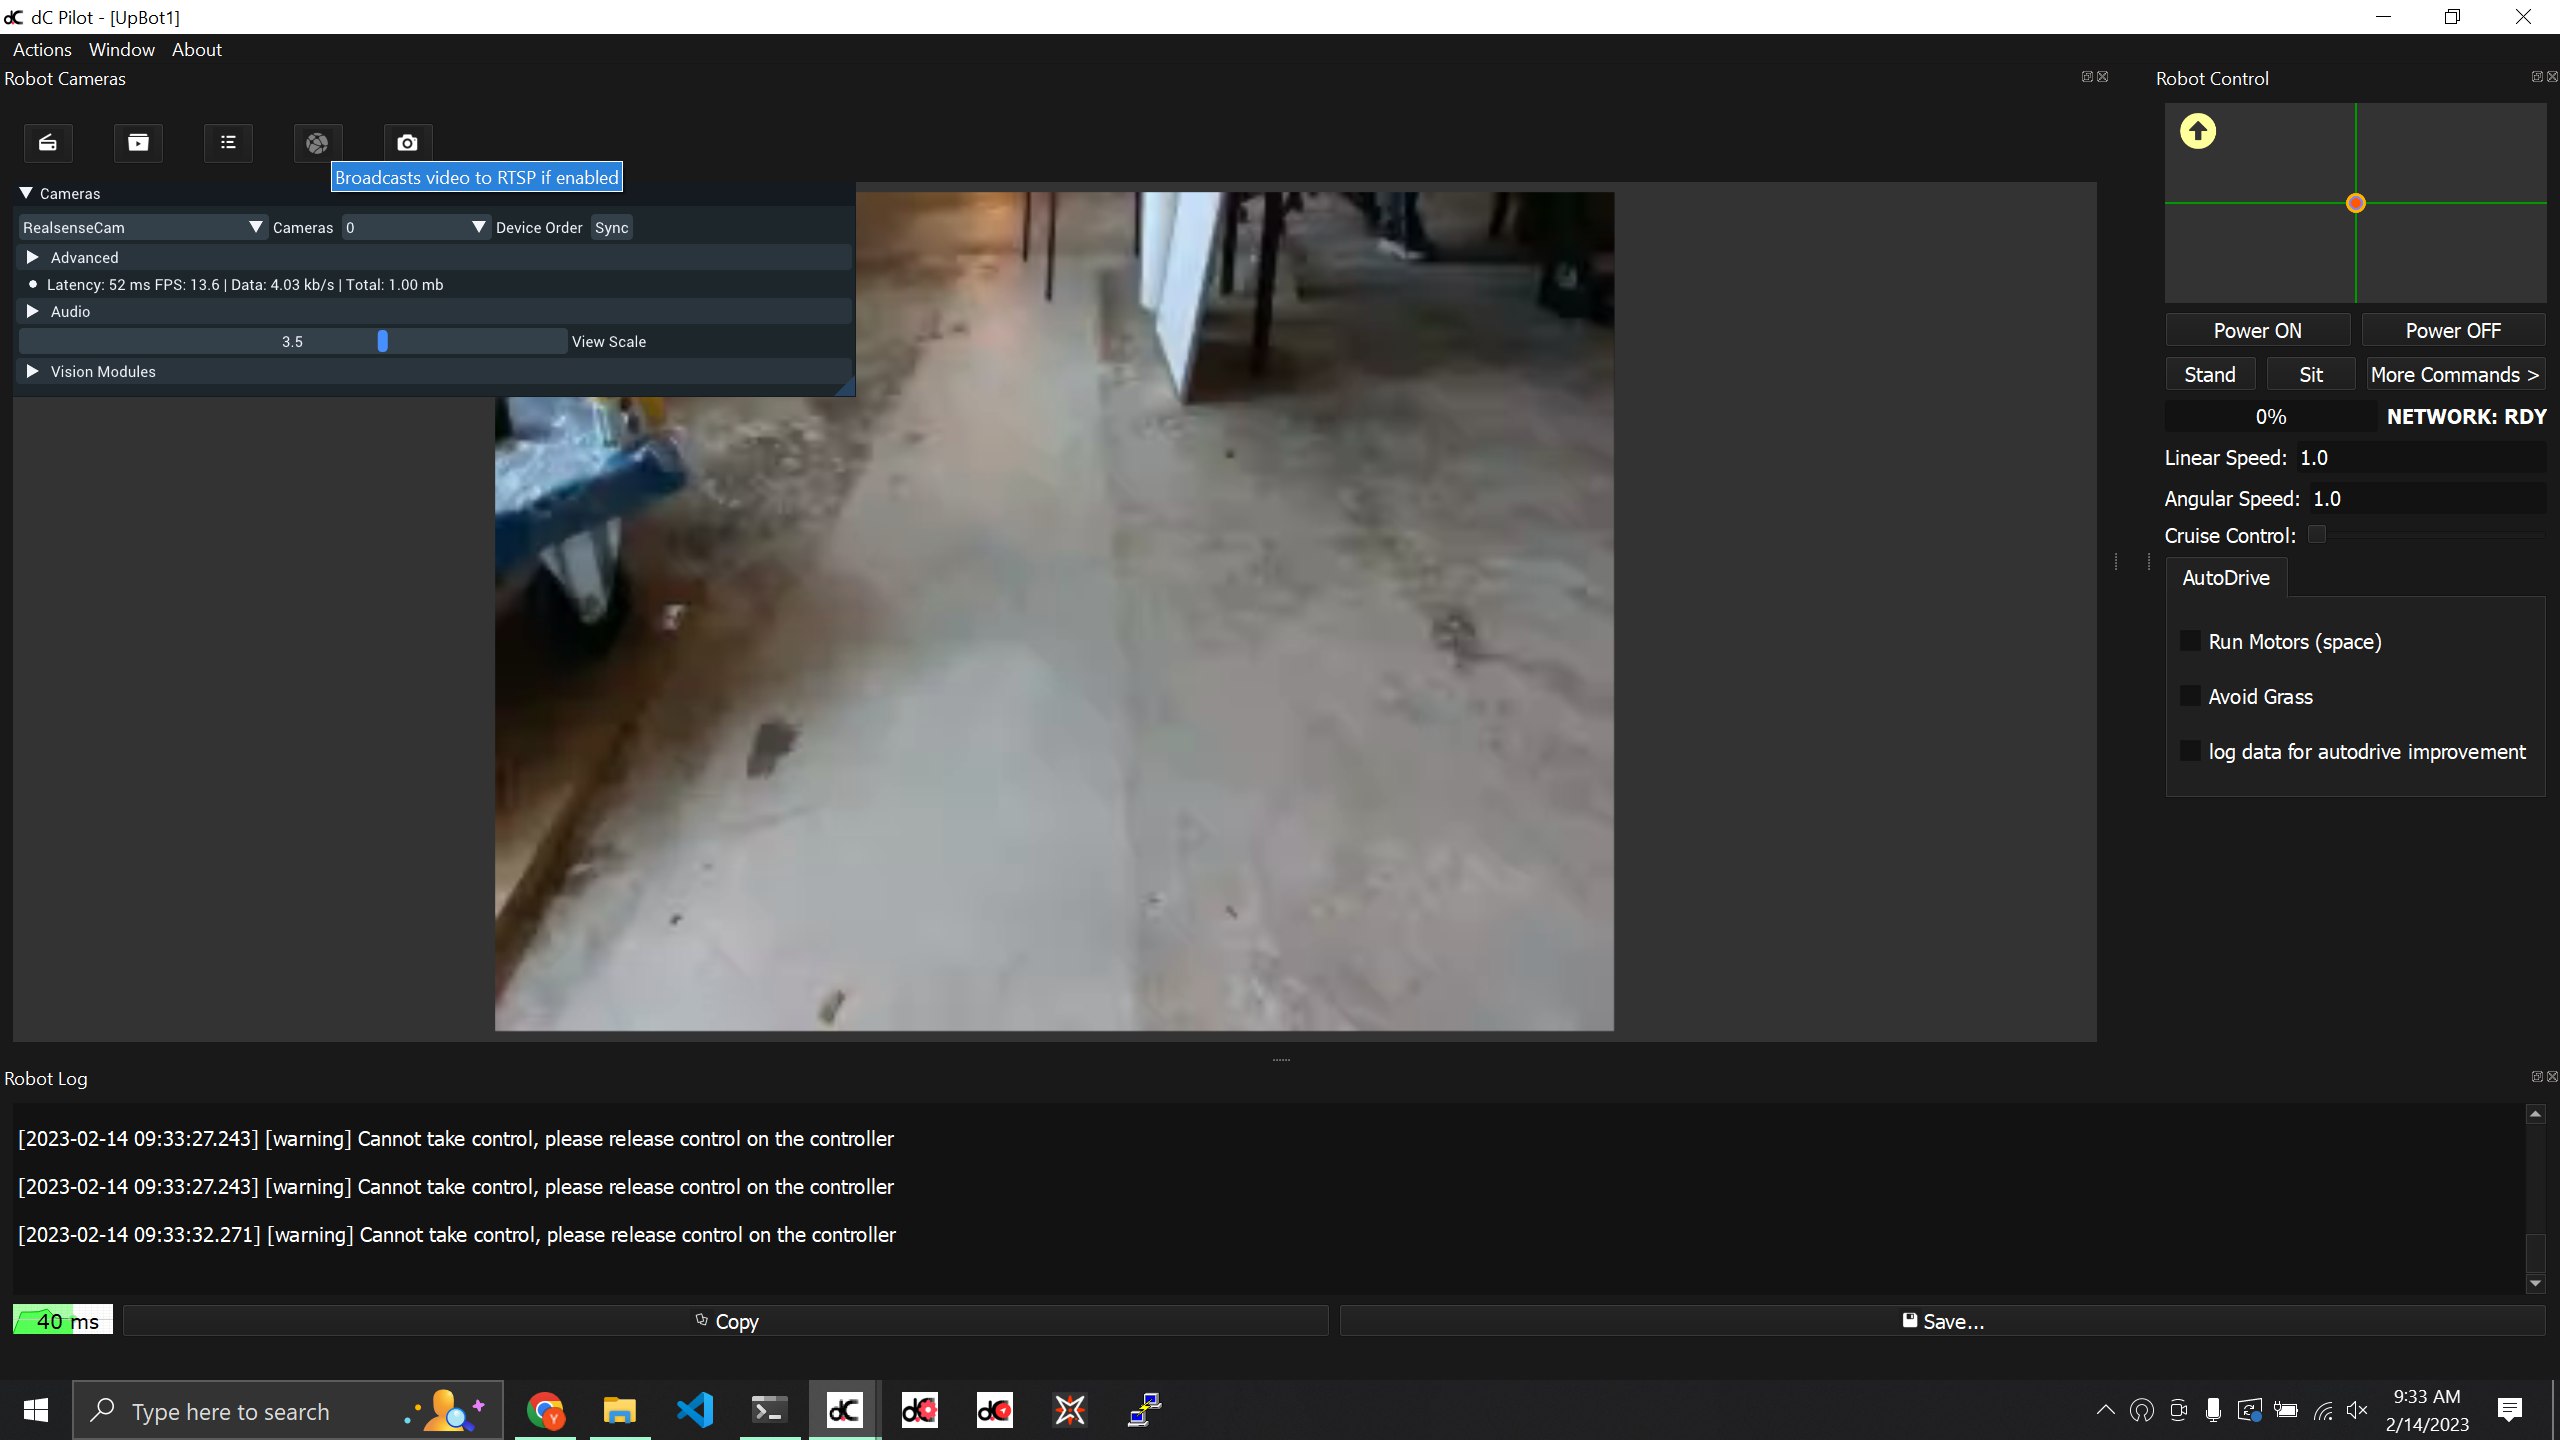 dC dC Pilot - [UpBot1]
Actions Window About
Robot Cameras
Broadcasts video to RTSP if enabled
Cameras
RealsenseCam Cameras 0 Device Order Sync
Advanced
Latency: 52 ms FPS: 13.6 | Data: 4.03 kb/s | Total: 1.00 mb
Audio
3.5 View Scale
Vision Modules
Robot Control
Power ON Power OFF
Stand Sit More Commands >
0% NETWORK: RDY
Linear Speed: 1.0
Angular Speed: 1.0
Cruise Control:
AutoDrive
Run Motors (space)
Avoid Grass
log data for autodrive improvement
Robot Log
[2023-02-14 09:33:27.243] [warning] Cannot take control, please release control on the controller
[2023-02-14 09:33:27.243] [warning] Cannot take control, please release control on the controller
[2023-02-14 09:33:32.271] [warning] Cannot take control, please release control on the controller
40 ms Copy Save...
Type here to search Y dC dC dC 9:33 AM
2/14/2023